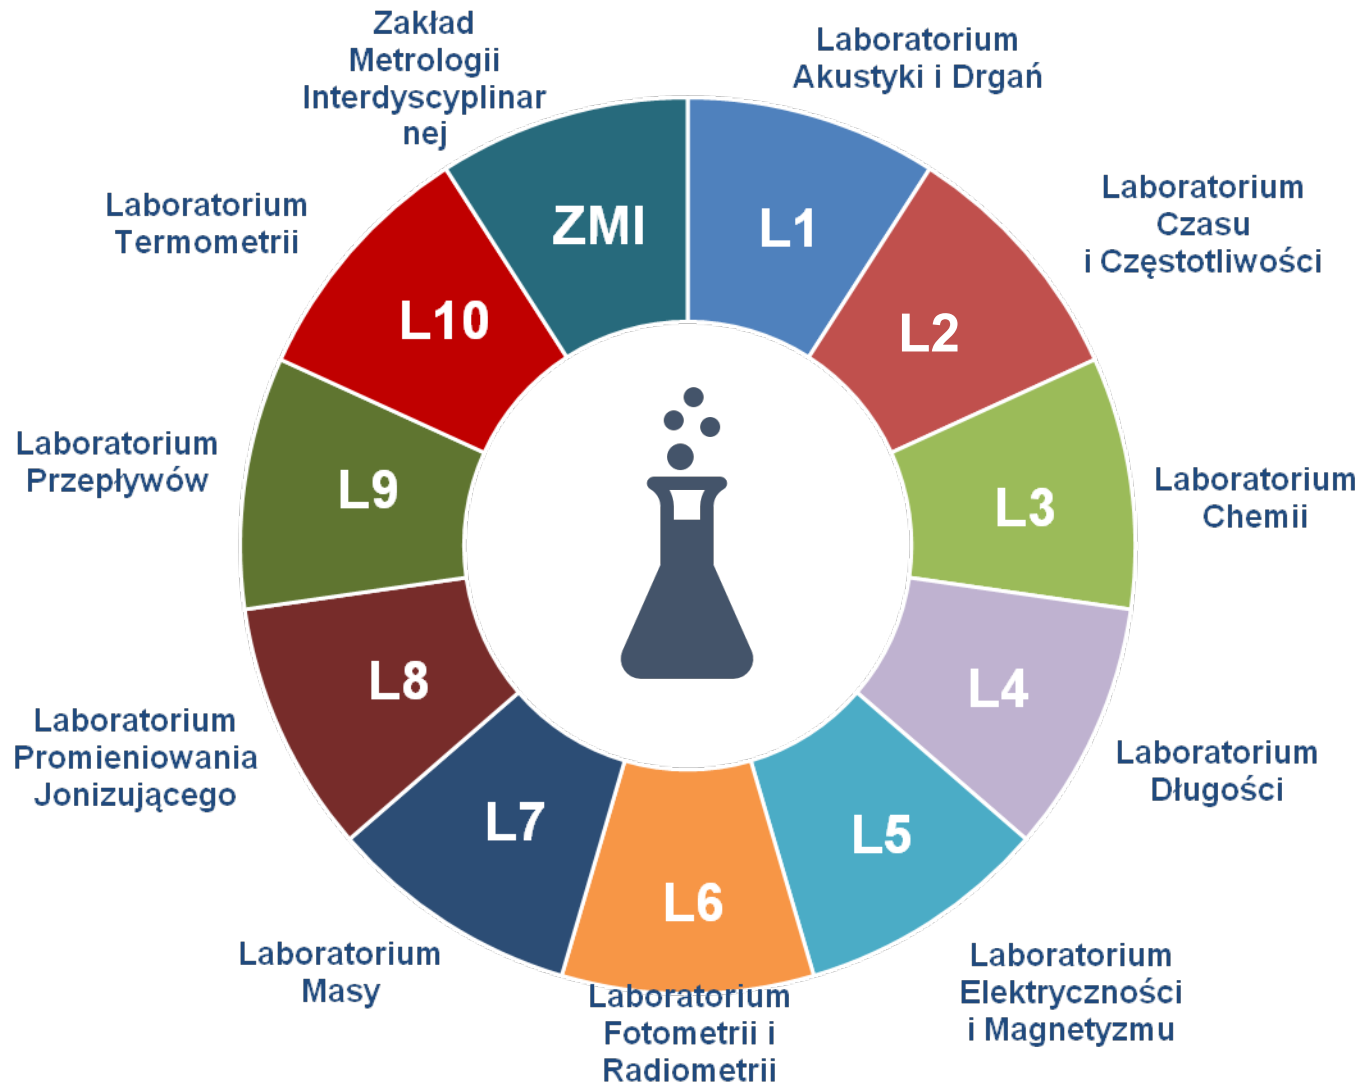 Zakład
Metrologii
Interdyscyplinar
nej
Laboratorium
Akustyki i Drgań
Laboratorium
Czasu
i Częstotliwości
Laboratorium
Chemii
Laboratorium
Długości
Laboratorium
Elektryczności
i Magnetyzmu
Laboratorium
Fotometrii i
Radiometrii
Laboratorium
Masy
Laboratorium
Promieniowania
Jonizującego
Laboratorium
Przepływów
Laboratorium
Termometrii
ZMI
L1
L2
L3
L4
L5
L6
L7
L8
L9
L10